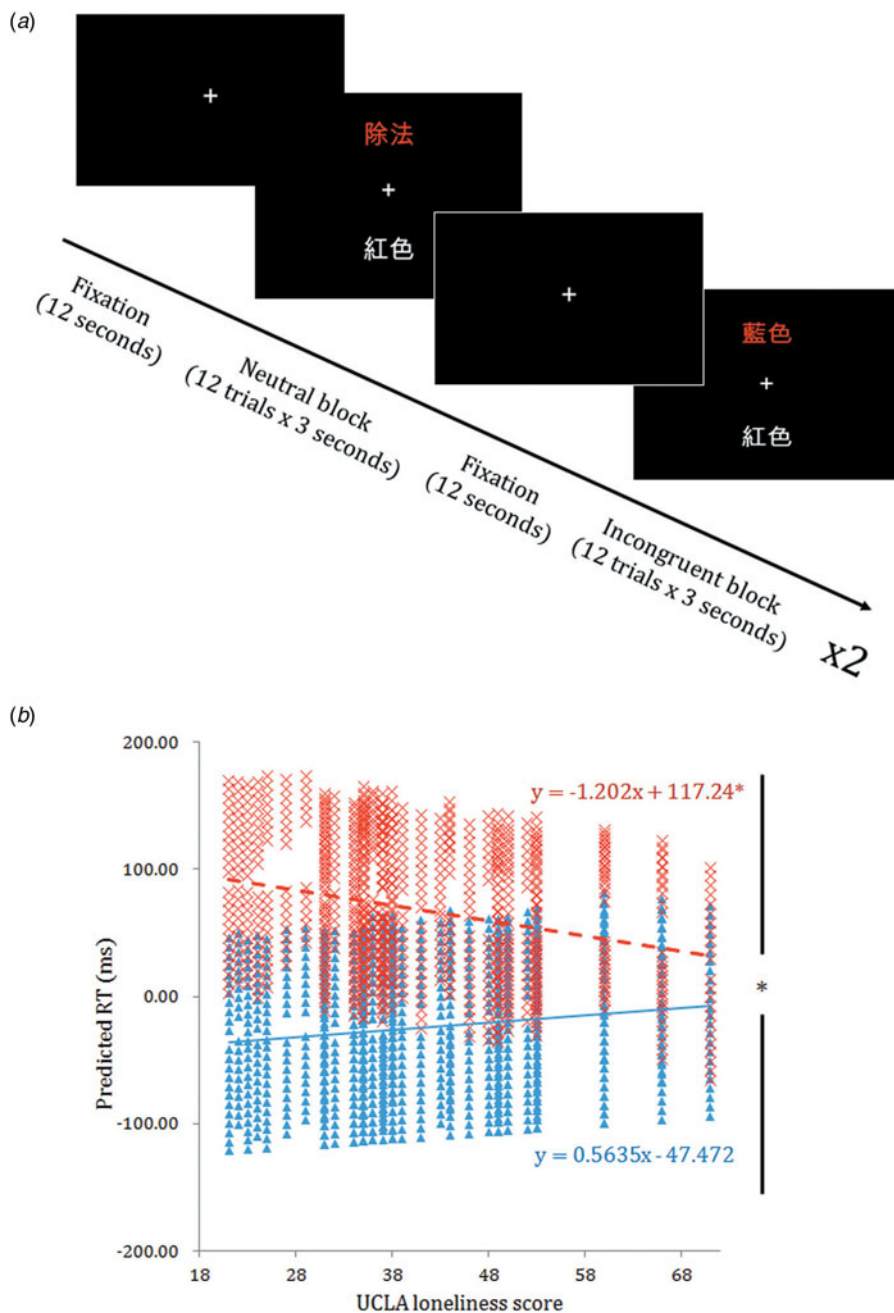 (a)
+
除法
+
紅色
+
藍色
+
紅色
Fixation
(12 seconds)
Neutral block
(12 trials x 3 seconds)
Fixation
(12 seconds)
Incongruent block
(12 trials x 3 seconds)
x2
(b)
200.00
100.00
0.00
-100.00
-200.00
Predicted RT (ms)
y = -1.202x + 117.24*
*
y = 0.5635x - 47.472
18
28
38
48
58
68
UCLA loneliness score